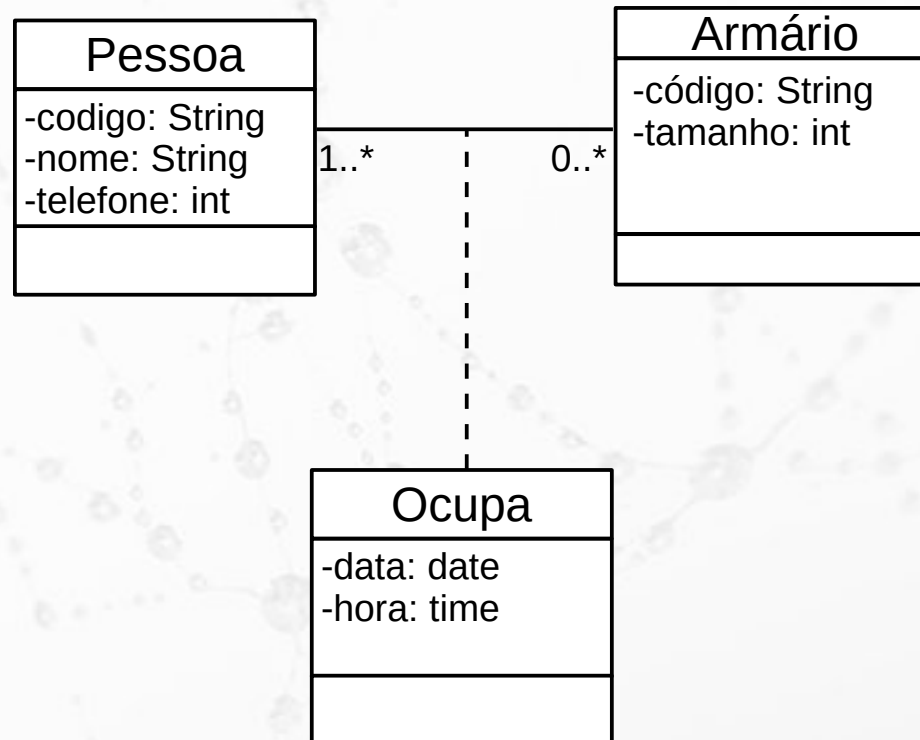 Pessoa
-codigo: String
-nome: String
-telefone: int
1..*
0..*
Armário
-código: String
-tamanho: int
Ocupa
-data: date
-hora: time